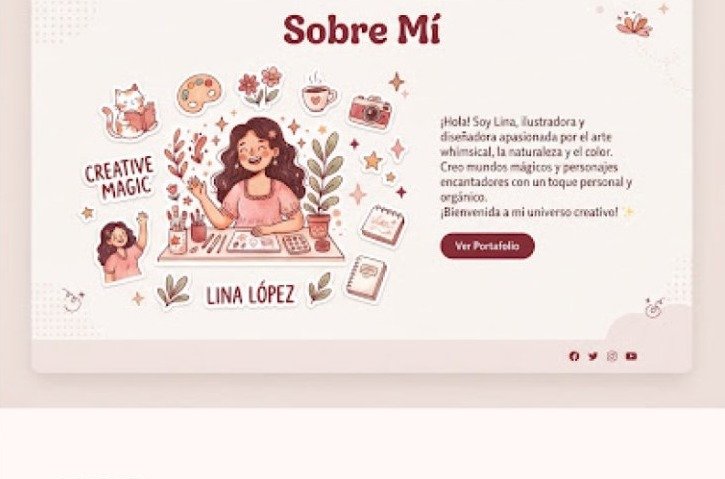 Sobre Mí
¡Hola! Soy Lina, ilustradora y
diseñadora apasionada por el arte
whimsical, la naturaleza y el color.
Creo mundos mágicos y personajes
encantadores con un toque personal y
orgánico.
¡Bienvenida a mi universo creativo! ✨
Ver Portafolio
CREATIVE
MAGIC
LINA LÓPEZ